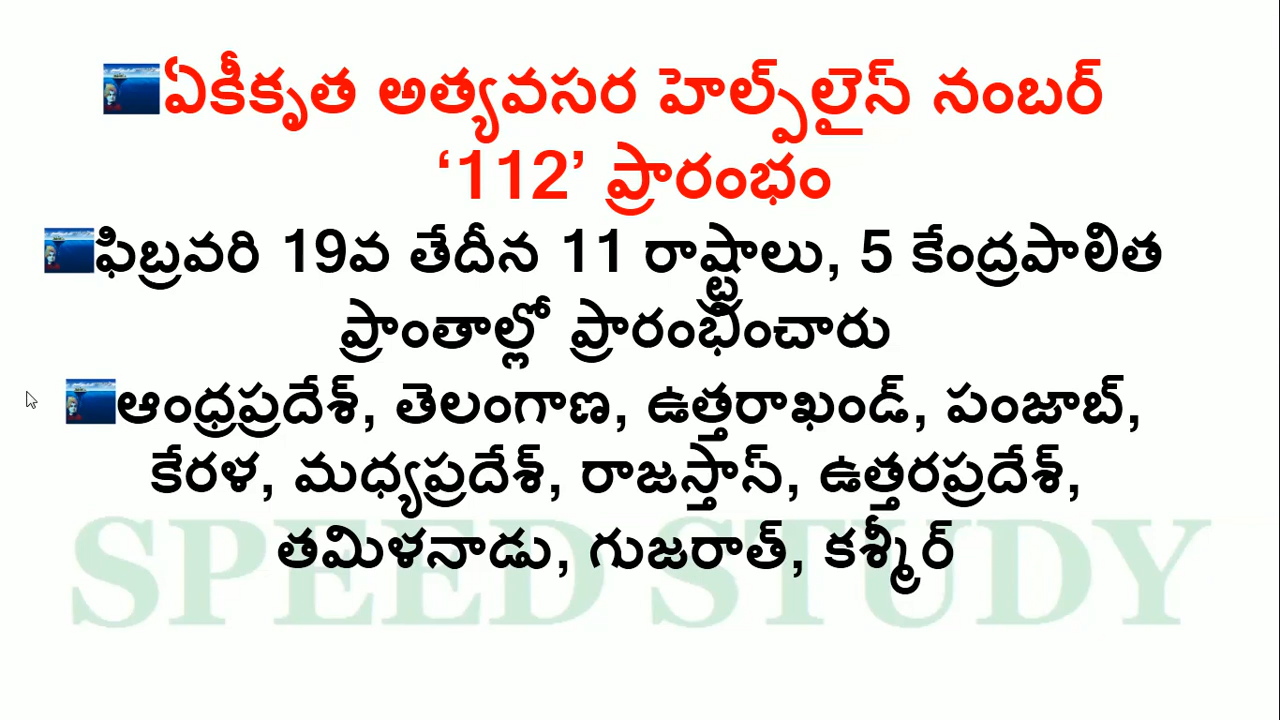 ఏకీకృత అత్యవసర హెల్ప్‌లైన్ నంబర్
‘112’ ప్రారంభం
ఫిబ్రవరి 19వ తేదీన 11 రాష్ట్రాలు, 5 కేంద్రపాలిత
ప్రాంతాల్లో ప్రారంభించారు
ఆంధ్రప్రదేశ్, తెలంగాణ, ఉత్తరాఖండ్, పంజాబ్,
కేరళ, మధ్యప్రదేశ్, రాజస్తాన్, ఉత్తరప్రదేశ్,
తమిళనాడు, గుజరాత్, కశ్మీర్
SPEED STUDY